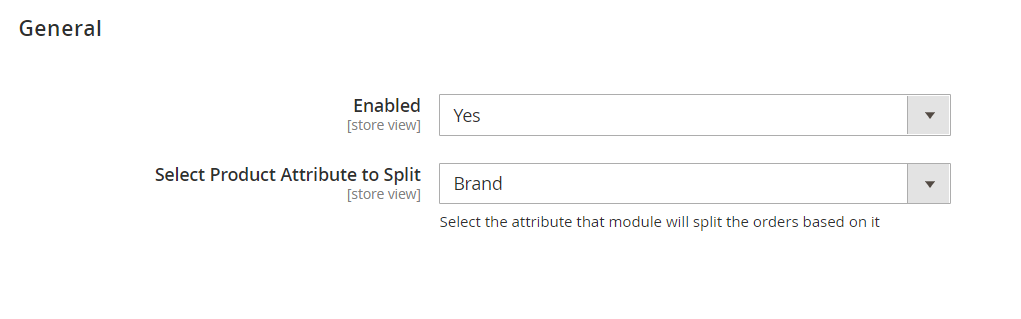 General
Enabled
[store view]
Yes
Select Product Attribute to Split
[store view]
Brand
Select the attribute that module will split the orders based on it